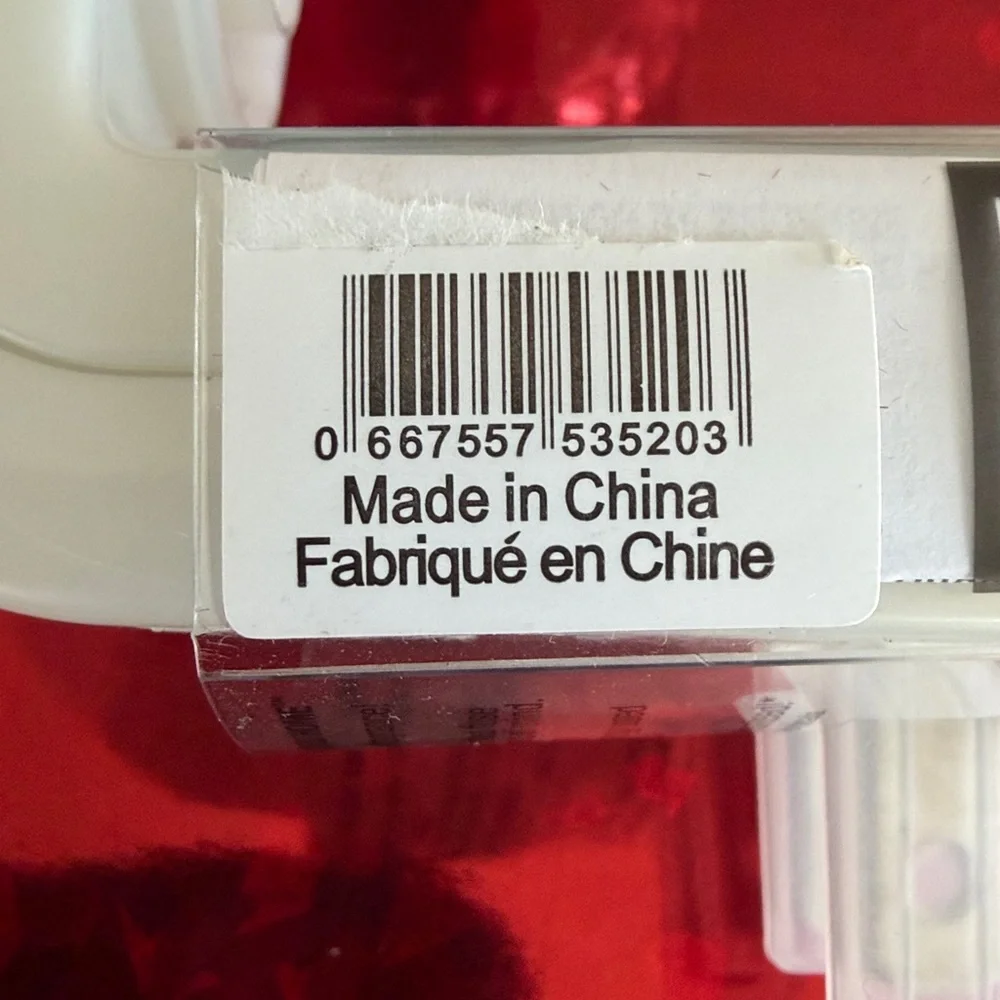 0 667557 535203
Made in China
Fabriqué en Chine